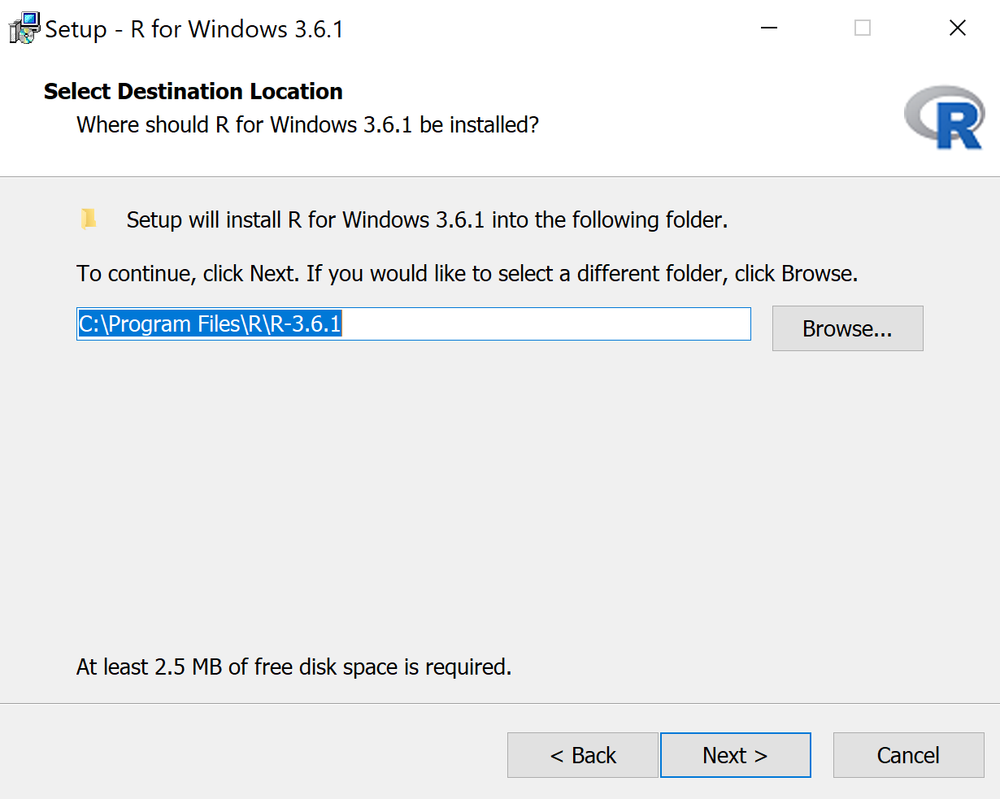 Setup - R for Windows 3.6.1
Select Destination Location
Where should R for Windows 3.6.1 be installed?
R
Setup will install R for Windows 3.6.1 into the following folder.
To continue, click Next. If you would like to select a different folder, click Browse.
C:\Program Files\R\R-3.6.1
Browse...
At least 2.5 MB of free disk space is required.
< Back
Next >
Cancel